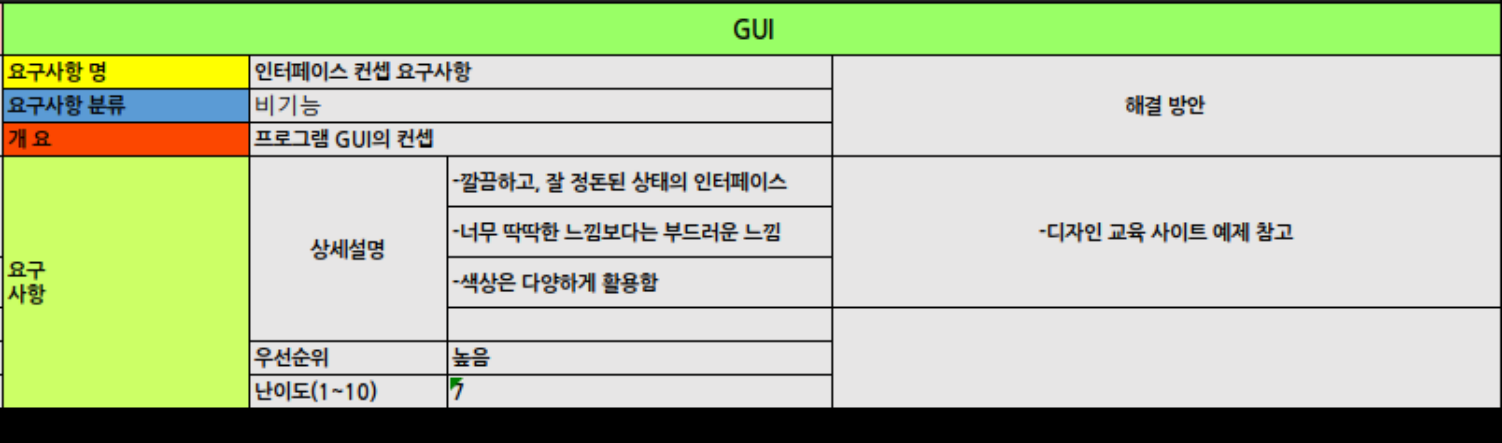 GUI
요구사항 명
인터페이스 컨셉 요구사항
해결 방안
요구사항 분류
비기능
개 요
프로그램 GUI의 컨셉
요구
사항
상세설명
-깔끔하고, 잘 정돈된 상태의 인터페이스
-너무 딱딱한 느낌보다는 부드러운 느낌
-색상은 다양하게 활용함
-디자인 교육 사이트 예제 참고
우선순위
높음
난이도(1~10)
7